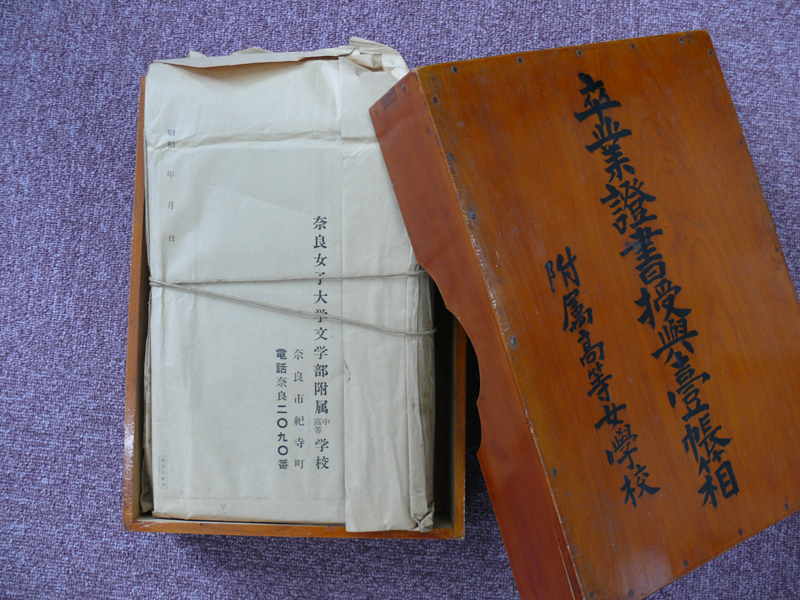 卒業證書授與臺帳箱
附属高等女學校
奈良女子大学文学部附属中高等学校
奈良市紀寺町
電話奈良二〇九〇番
昭和 年 月 日